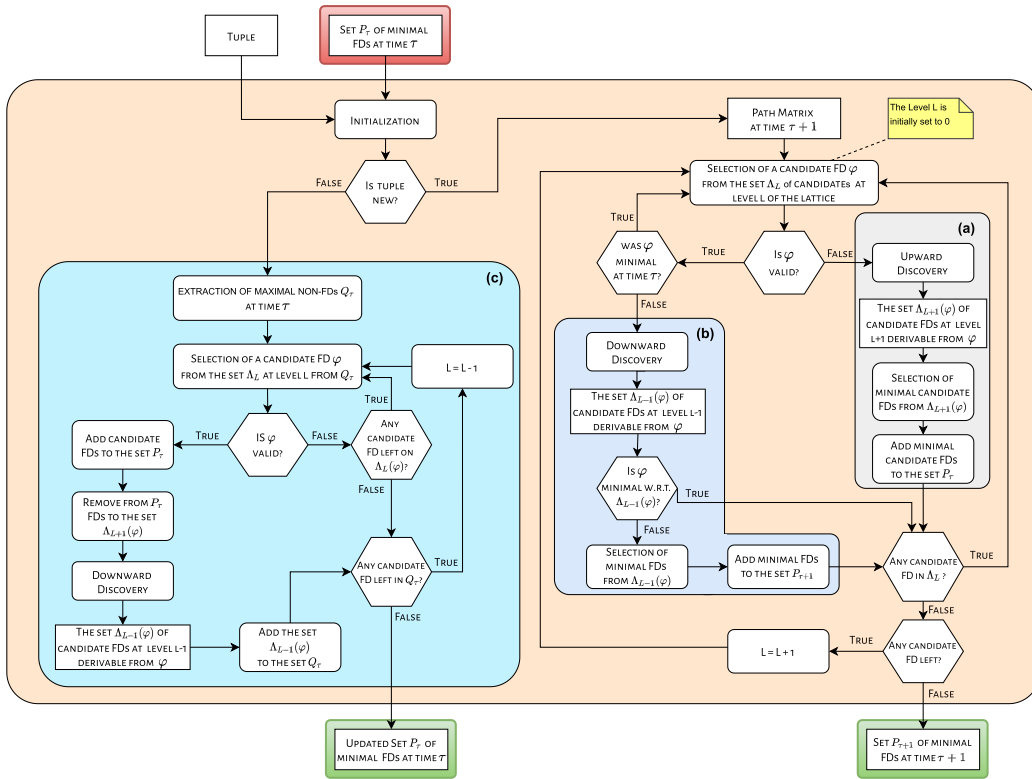 TUPLE
SET Pτ OF MINIMAL
FDS AT TIME τ
INITIALIZATION
IS TUPLE
NEW?
FALSE
TRUE
PATH MATRIX
AT TIME τ + 1
The Level L is
initially set to 0
SELECTION OF A CANDIDATE FD φ
FROM THE SET ΛL of CANDIDATEs AT
LEVEL L OF THE LATTICE
TRUE
WAS φ
MINIMAL
AT TIME τ?
TRUE
IS φ
VALID?
FALSE
FALSE
(a)
UPWARD
DISCOVERY
THE SET ΛL+1(φ) OF
CANDIDATE FDS AT LEVEL
L+1 DERIVABLE FROM φ
SELECTION OF
MINIMAL CANDIDATE
FDS FROM ΛL+1(φ)
ADD MINIMAL
CANDIDATE FDS
TO THE SET Pτ
(b)
DOWNWARD
DISCOVERY
THE SET ΛL−1(φ) OF
CANDIDATE FDS AT LEVEL L-1
DERIVABLE FROM φ
IS φ
MINIMAL W.R.T.
ΛL−1(φ)?
TRUE
FALSE
SELECTION OF
MINIMAL FDS
FROM ΛL−1(φ)
ADD MINIMAL FDS
TO THE SET Pτ+1
ANY CANDIDATE
FD IN ΛL ?
TRUE
FALSE
ANY CANDIDATE
FD LEFT?
TRUE
L = L + 1
FALSE
SET Pτ+1 OF MINIMAL
FDS AT TIME τ + 1
(c)
EXTRACTION OF MAXIMAL NON-FDs Qτ
AT TIME τ
SELECTION OF A CANDIDATE FD φ
FROM THE SET ΛL AT LEVEL L FROM Qτ
L = L - 1
TRUE
IS φ
VALID?
TRUE
FALSE
ANY
CANDIDATE
FD LEFT ON
ΛL(φ)?
FALSE
ADD CANDIDATE
FDS TO THE SET Pτ
REMOVE FROM Pτ
FDS TO THE SET
ΛL+1(φ)
DOWNWARD
DISCOVERY
THE SET ΛL−1(φ) OF
CANDIDATE FDS AT LEVEL L-1
DERIVABLE FROM φ
ADD THE SET
ΛL−1(φ)
TO THE SET Qτ
ANY CANDIDATE
FD LEFT IN Qτ?
TRUE
FALSE
UPDATED SET Pτ OF
MINIMAL FDS AT TIME τ